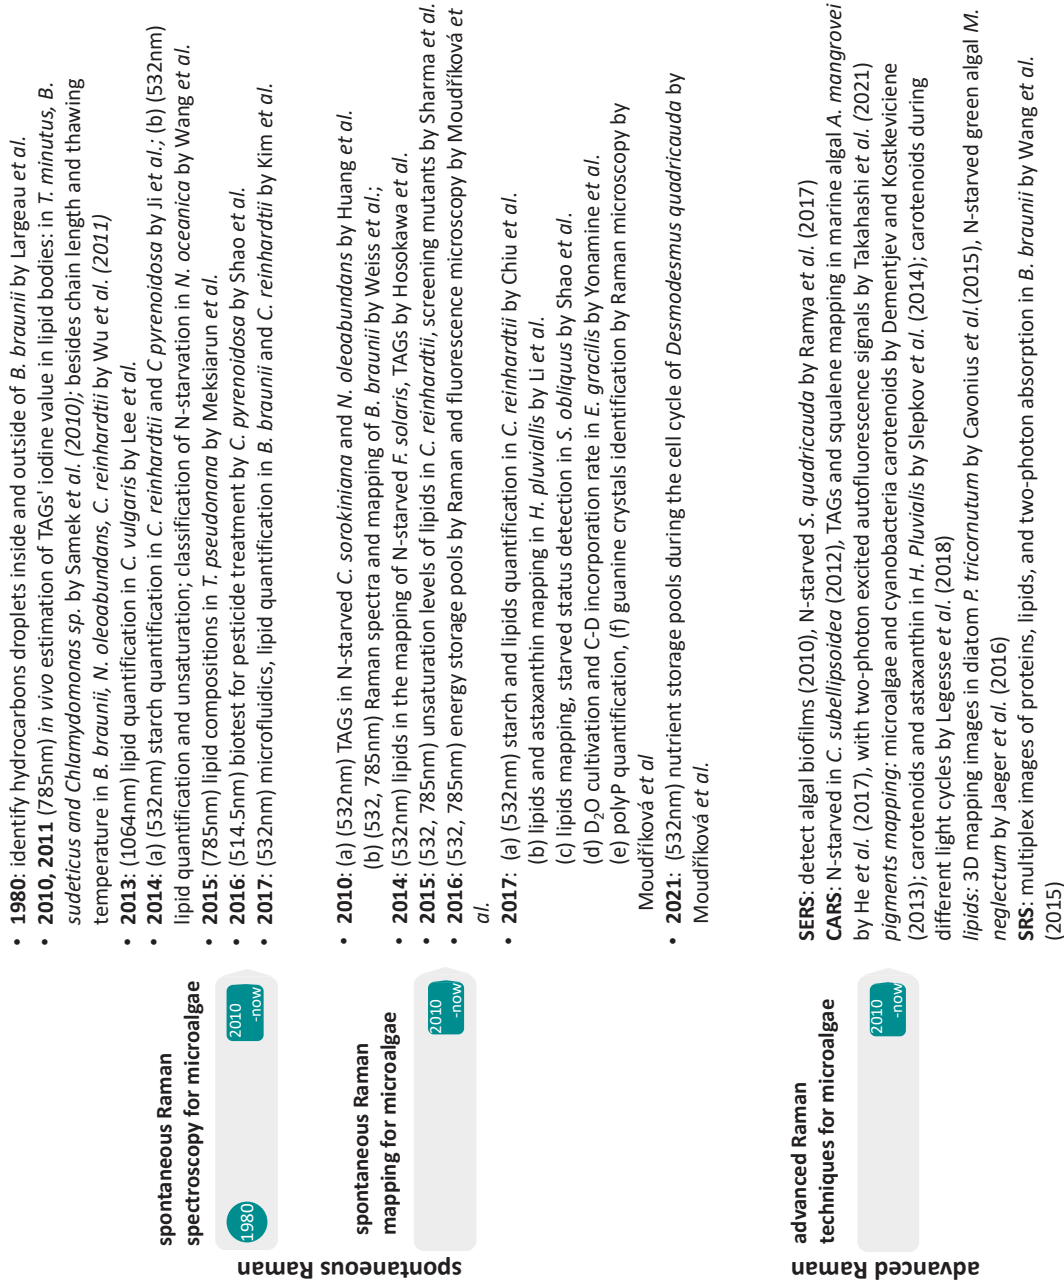 spontaneous Raman
spontaneous Raman
spectroscopy for microalgae
1980
2010
-now
• 1980: identify hydrocarbons droplets inside and outside of B. braunii by Largeau et al.
• 2010, 2011 (785nm) in vivo estimation of TAGs' iodine value in lipid bodies: in T. minutus, B.
sudeticus and Chlamydomonas sp. by Samek et al. (2010); besides chain length and thawing
temperature in B. braunii, N. oleoabundans, C. reinhardtii by Wu et al. (2011)
• 2013: (1064nm) lipid quantification in C. vulgaris by Lee et al.
• 2014: (a) (532nm) starch quantification in C. reinhardtii and C pyrenoidosa by Ji et al.; (b) (532nm)
lipid quantification and unsaturation; classification of N-starvation in N. oceanica by Wang et al.
• 2015: (785nm) lipid compositions in T. pseudonana by Meksiarun et al.
• 2016: (514.5nm) biotest for pesticide treatment by C. pyrenoidosa by Shao et al.
• 2017: (532nm) microfluidics, lipid quantification in B. braunii and C. reinhardtii by Kim et al.
spontaneous Raman
mapping for microalgae
2010
-now
• 2010: (a) (532nm) TAGs in N-starved C. sorokiniana and N. oleoabundans by Huang et al.
(b) (532, 785nm) Raman spectra and mapping of B. braunii by Weiss et al.;
• 2014: (532nm) lipids in the mapping of N-starved F. solaris, TAGs by Hosokawa et al.
• 2015: (532, 785nm) unsaturation levels of lipids in C. reinhardtii, screening mutants by Sharma et al.
• 2016: (532, 785nm) energy storage pools by Raman and fluorescence microscopy by Moudříková et
al.
• 2017: (a) (532nm) starch and lipids quantification in C. reinhardtii by Chiu et al.
(b) lipids and astaxanthin mapping in H. pluviallis by Li et al.
(c) lipids mapping, starved status detection in S. obliquus by Shao et al.
(d) D₂O cultivation and C-D incorporation rate in E. gracilis by Yonamine et al.
(e) polyP quantification, (f) guanine crystals identification by Raman microscopy by
Moudříková et al
• 2021: (532nm) nutrient storage pools during the cell cycle of Desmodesmus quadricauda by
Moudříková et al.
advanced Raman
advanced Raman
techniques for microalgae
2010
-now
SERS: detect algal biofilms (2010), N-starved S. quadricauda by Ramya et al. (2017)
CARS: N-starved in C. subellipsoidea (2012), TAGs and squalene mapping in marine algal A. mangrovei
by He et al. (2017), with two-photon excited autofluorescence signals by Takahashi et al. (2021)
pigments mapping: microalgae and cyanobacteria carotenoids by Dementjev and Kostkeviciene
(2013); carotenoids and astaxanthin in H. Pluvialis by Slepkov et al. (2014); carotenoids during
different light cycles by Legesse et al. (2018)
lipids: 3D mapping images in diatom P. tricornutum by Cavonius et al.(2015), N-starved green algal M.
neglectum by Jaeger et al. (2016)
SRS: multiplex images of proteins, lipids, and two-photon absorption in B. braunii by Wang et al.
(2015)